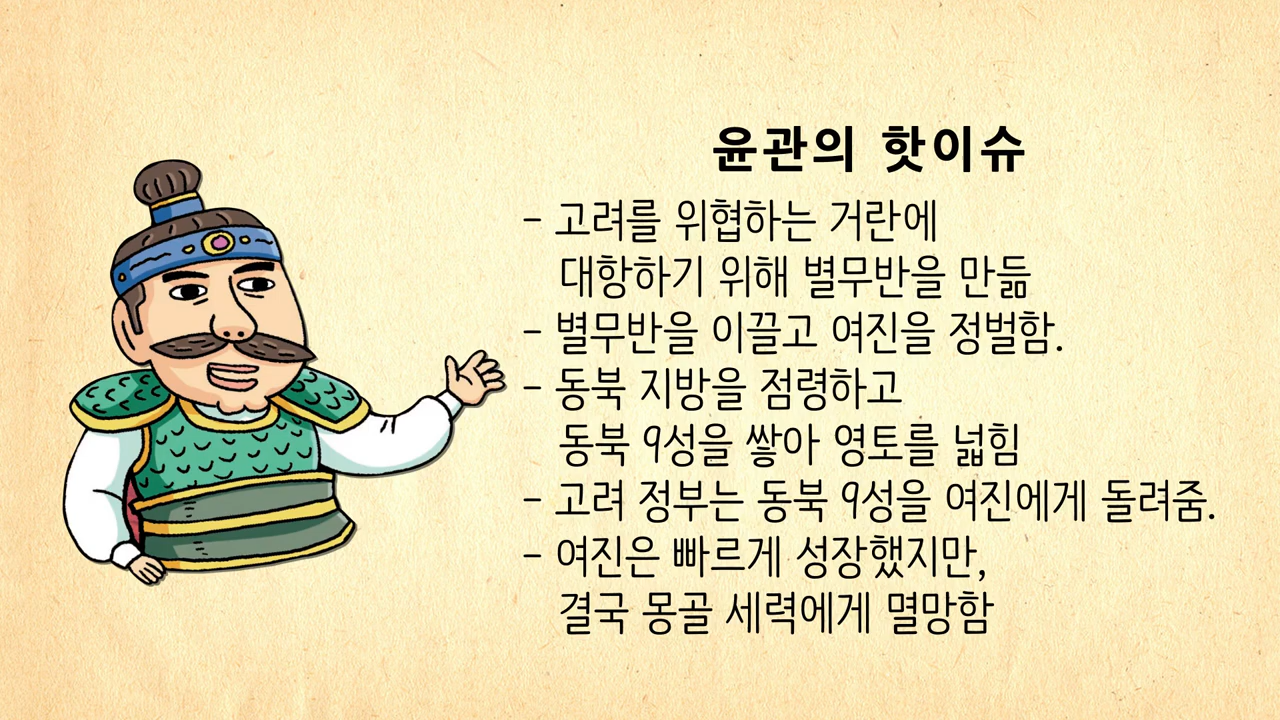 윤관의 핫이슈
- 고려를 위협하는 거란에
대항하기 위해 별무반을 만듦
- 별무반을 이끌고 여진을 정벌함.
- 동북 지방을 점령하고
동북 9성을 쌓아 영토를 넓힘
- 고려 정부는 동북 9성을 여진에게 돌려줌.
- 여진은 빠르게 성장했지만,
결국 몽골 세력에게 멸망함